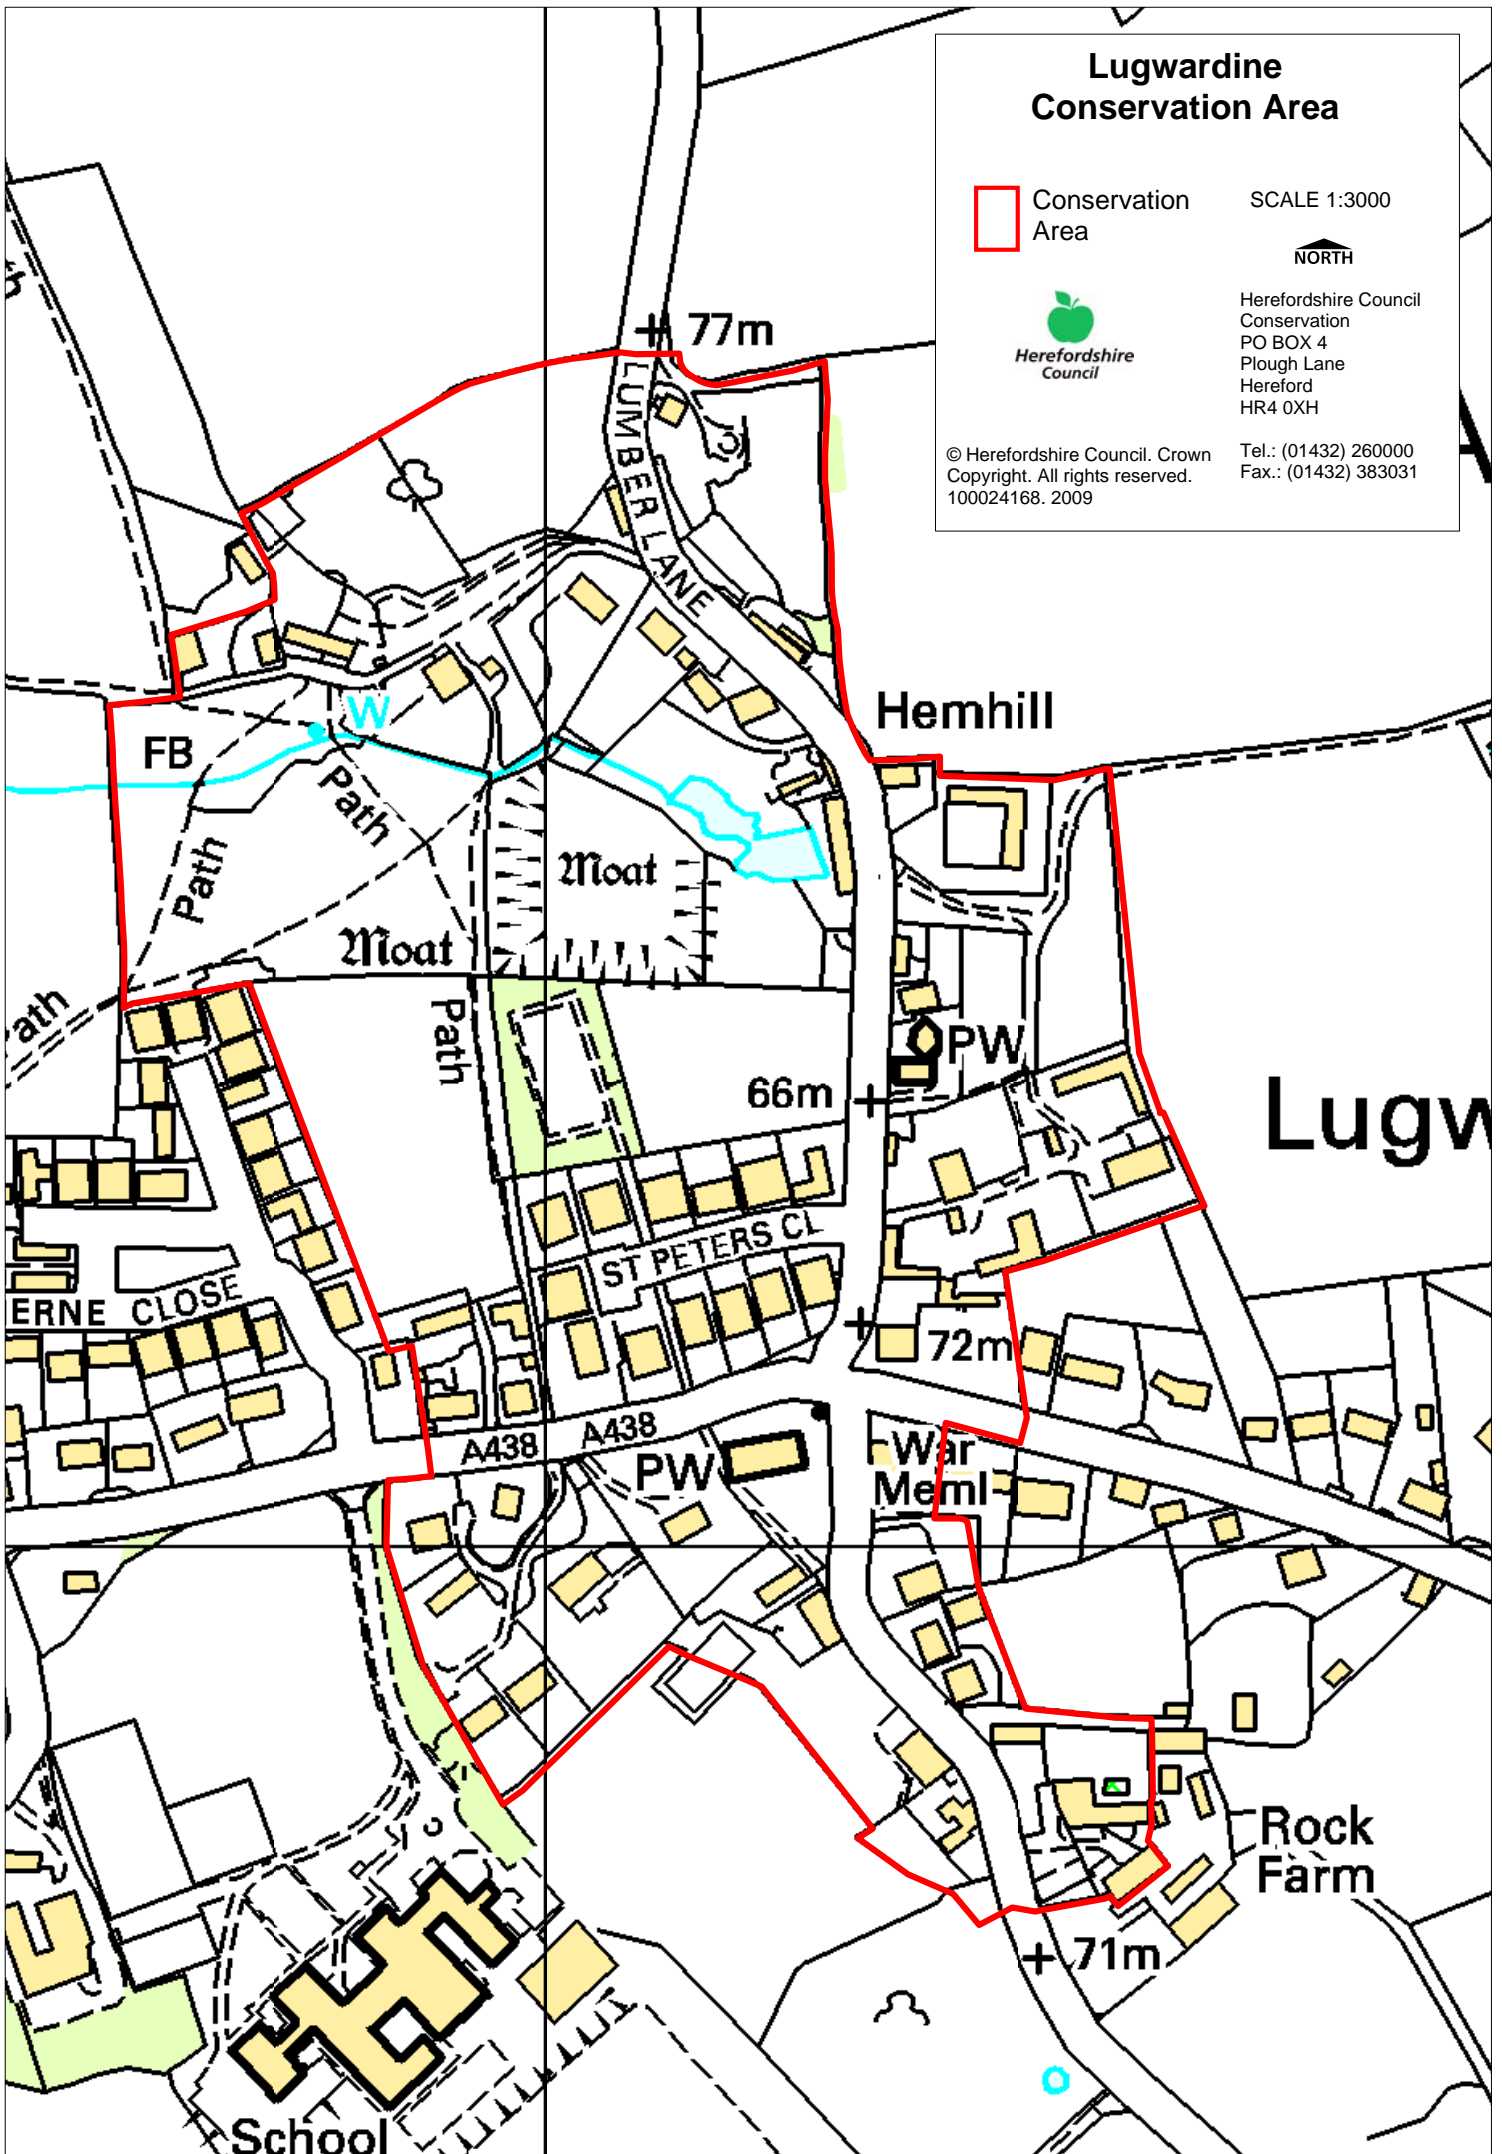 Lugwardine
Conservation Area
Conservation
Area
SCALE 1:3000
NORTH
Herefordshire
Council
Herefordshire Council
Conservation
PO BOX 4
Plough Lane
Hereford
HR4 0XH
Tel.: (01432) 260000
Fax.: (01432) 383031
© Herefordshire Council. Crown
Copyright. All rights reserved.
100024168. 2009
77m
LUMBER LANE
Hemhill
W
FB
Path
Path
Moat
Moat
Path
ath
PW
66m
Lugw
ST PETERS CL
ERNE CLOSE
72m
A438
A438
PW
War
Meml
Rock
Farm
71m
School